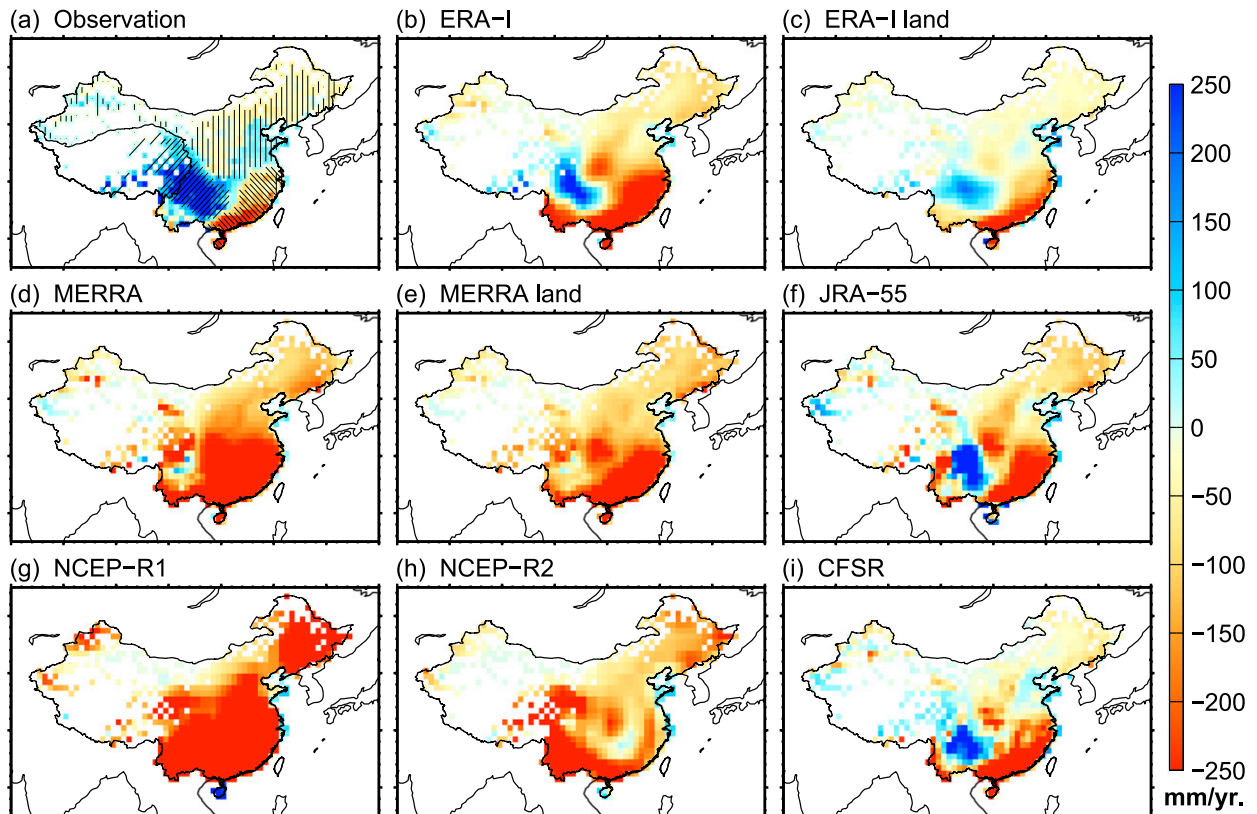 (a) Observation
(b) ERA−I
(c) ERA−I land
(d) MERRA
(e) MERRA land
(f) JRA−55
(g) NCEP−R1
(h) NCEP−R2
(i) CFSR
250
200
150
100
50
0
−50
−100
−150
−200
−250
mm/yr.